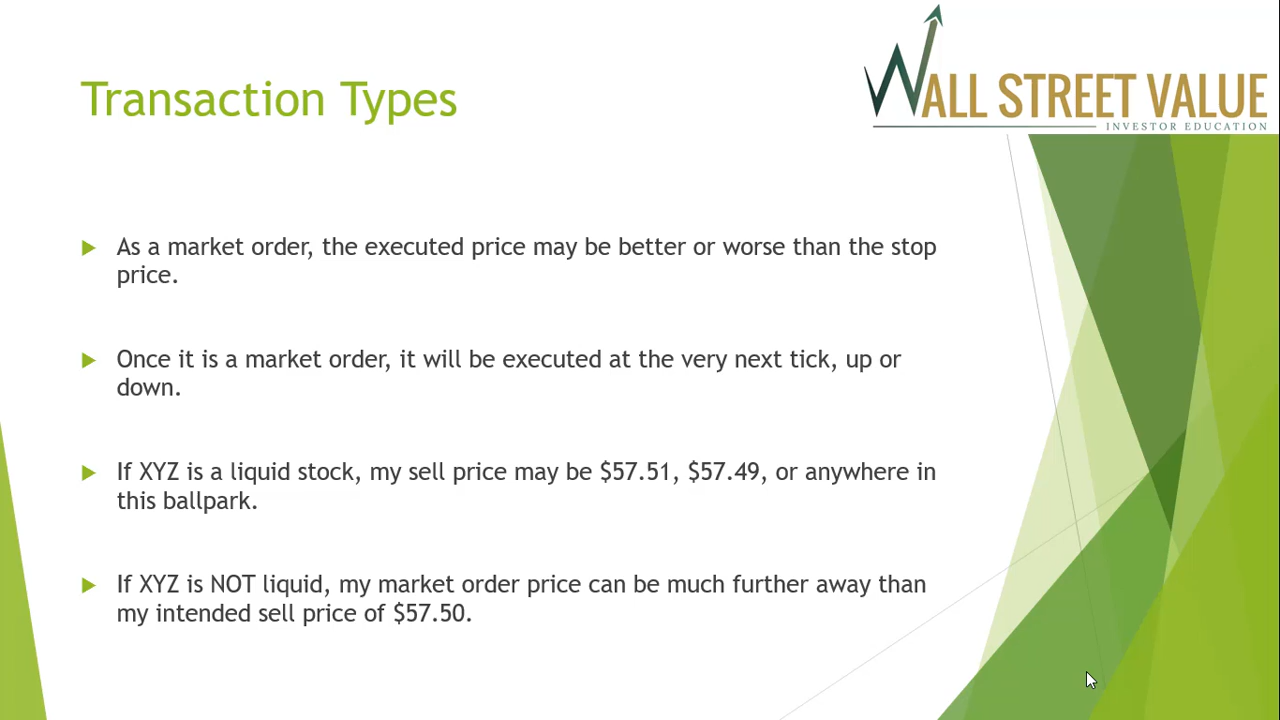 WALL STREET VALUE
INVESTOR EDUCATION
Transaction Types
As a market order, the executed price may be better or worse than the stop
price.
Once it is a market order, it will be executed at the very next tick, up or
down.
If XYZ is a liquid stock, my sell price may be $57.51, $57.49, or anywhere in
this ballpark.
If XYZ is NOT liquid, my market order price can be much further away than
my intended sell price of $57.50.